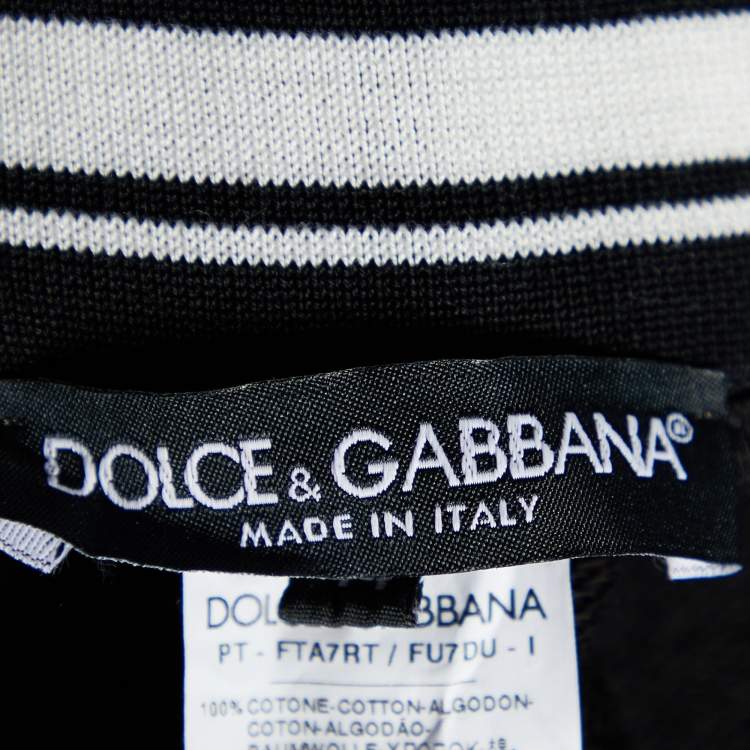 DOLCE & GABBANA®
MADE IN ITALY
DOL BBANA
PT - FTA7RT / FU7DU - I
100% COTONE-COTTON-ALGODON-
COTON-ALGODÃO-